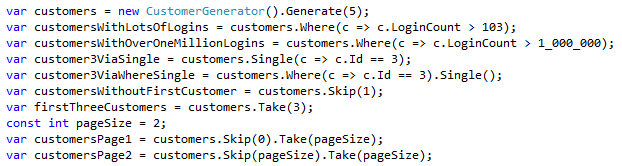 var customers = new CustomerGenerator().Generate(5);
var customersWithLotsOfLogins = customers.Where(c => c.LoginCount > 103);
var customersWithOverOneMillionLogins = customers.Where(c => c.LoginCount > 1_000_000);
var customer3ViaSingle = customers.Single(c => c.Id == 3);
var customer3ViaWhereSingle = customers.Where(c => c.Id == 3).Single();
var customersWithoutFirstCustomer = customers.Skip(1);
var firstThreeCustomers = customers.Take(3);
const int pageSize = 2;
var customersPage1 = customers.Skip(0).Take(pageSize);
var customersPage2 = customers.Skip(pageSize).Take(pageSize);